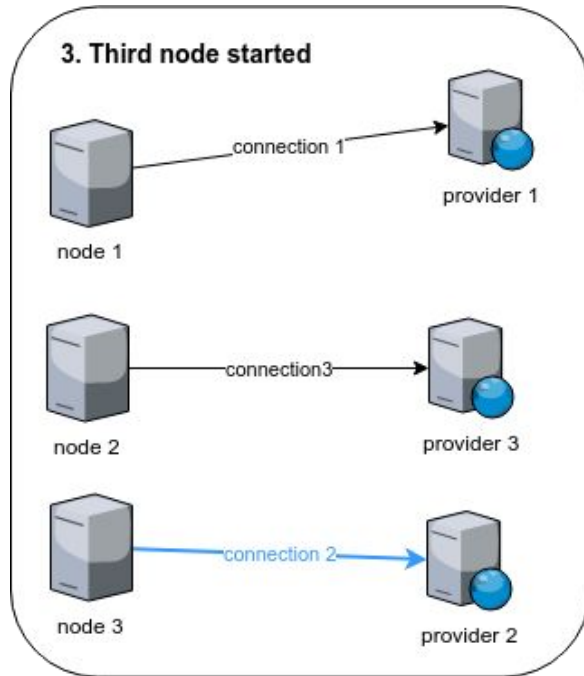 3. Third node started
connection 1
node 1
provider 1
connection3
node 2
provider 3
connection 2
node 3
provider 2